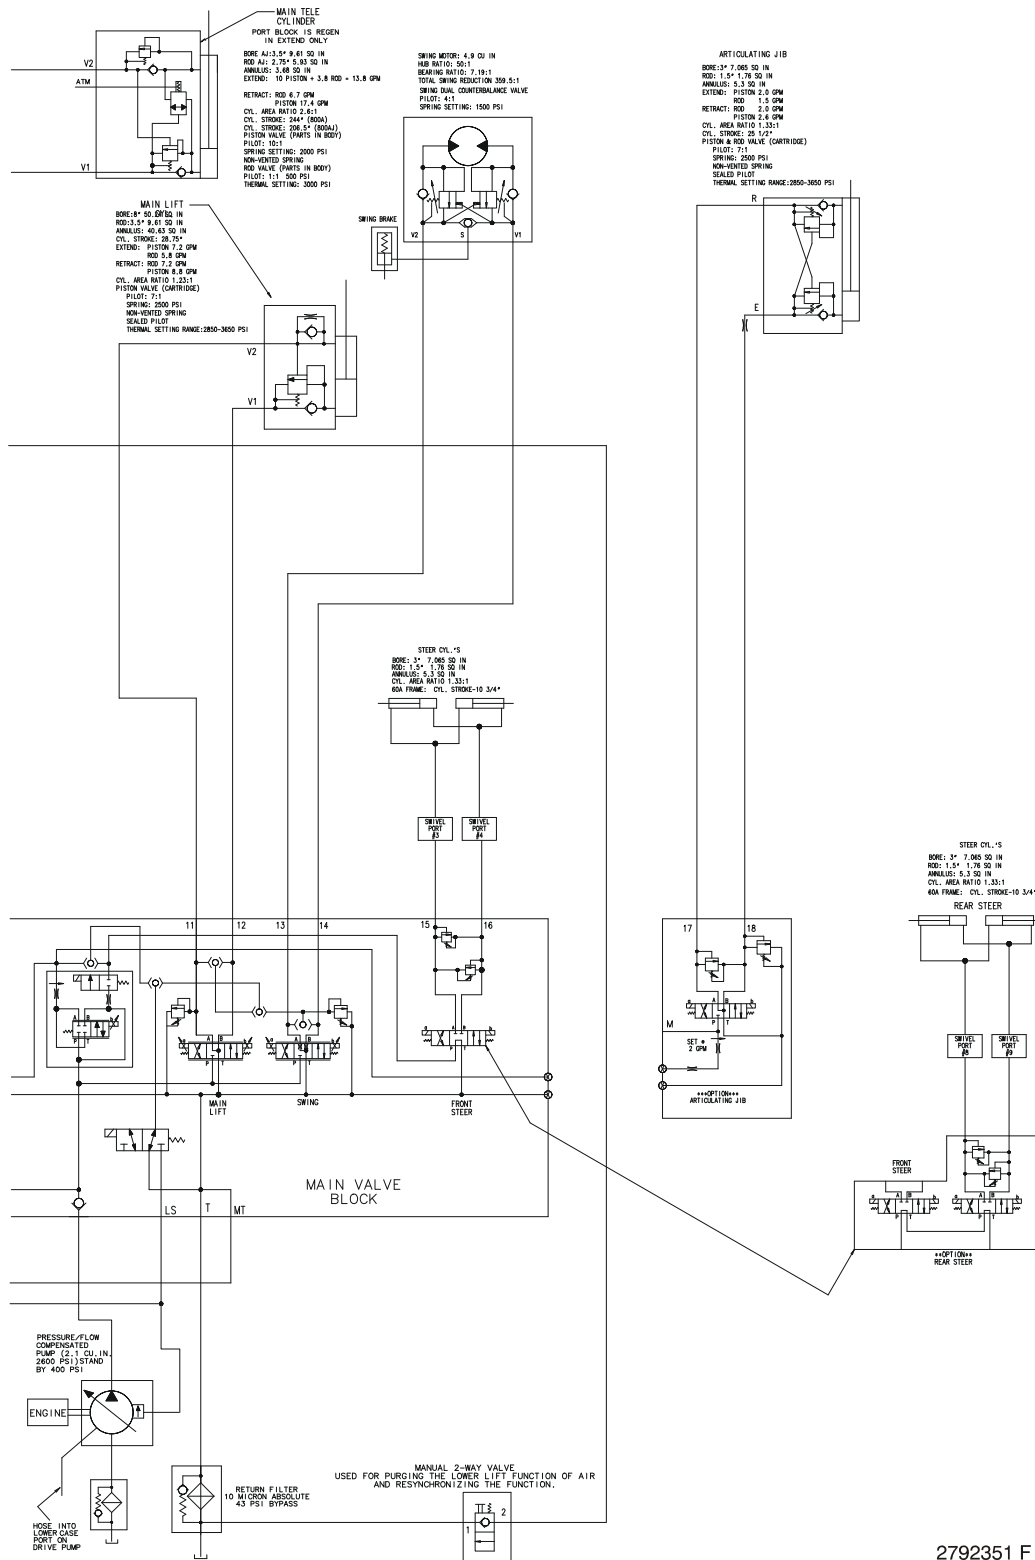 MAIN TELE
CYLINDER
PORT BLOCK IS REGEN
IN EXTEND ONLY
BORE AJ:3.5" 9.61 SQ IN
ROD AJ: 2.75" 5.93 SQ IN
ANNULUS: 3.68 SQ IN
EXTEND: 10 PISTON + 3.8 ROD = 13.8 GPM
RETRACT: ROD 6.7 GPM
PISTON 17.4 GPM
CYL. AREA RATIO 2.6:1
CYL. STROKE: 244" (800A)
CYL. STROKE: 206.5" (800AJ)
PISTON VALVE (PARTS IN BODY)
PILOT: 10:1
SPRING SETTING: 2000 PSI
NON-VENTED SPRING
ROD VALVE (PARTS IN BODY)
PILOT: 1:1 500 PSI
THERMAL SETTING: 3000 PSI
V2
ATM
V1
SWING MOTOR: 4.9 CU IN
HUB RATIO: 50:1
BEARING RATIO: 7.19:1
TOTAL SWING REDUCTION 359.5:1
SWING DUAL COUNTERBALANCE VALVE
PILOT: 4:1
SPRING SETTING: 1500 PSI
SWING BRAKE
V2
S
V1
ARTICULATING JIB
BORE:3" 7.065 SQ IN
ROD: 1.5" 1.76 SQ IN
ANNULUS: 5.3 SQ IN
EXTEND: PISTON 2.0 GPM
ROD 1.5 GPM
RETRACT: ROD 2.0 GPM
PISTON 2.6 GPM
CYL. AREA RATIO 1.33:1
CYL. STROKE: 25 1/2"
PISTON & ROD VALVE (CARTRIDGE)
PILOT: 7:1
SPRING: 2500 PSI
NON-VENTED SPRING
SEALED PILOT
THERMAL SETTING RANGE:2850-3650 PSI
R
E
MAIN LIFT
BORE:8" 50.24 SQ IN
ROD:3.5" 9.61 SQ IN
ANNULUS: 40.63 SQ IN
CYL. STROKE: 28.75"
EXTEND: PISTON 7.2 GPM
ROD 5.8 GPM
RETRACT: ROD 7.2 GPM
PISTON 8.8 GPM
CYL. AREA RATIO 1.23:1
PISTON VALVE (CARTRIDGE)
PILOT: 7:1
SPRING: 2500 PSI
NON-VENTED SPRING
SEALED PILOT
THERMAL SETTING RANGE:2850-3650 PSI
V2
V1
STEER CYL.'S
BORE: 3" 7.065 SQ IN
ROD: 1.5" 1.76 SQ IN
ANNULUS: 5.3 SQ IN
CYL. AREA RATIO 1.33:1
60A FRAME: CYL. STROKE-10 3/4"
SWIVEL
PORT
#3
SWIVEL
PORT
#4
STEER CYL.'S
BORE: 3" 7.065 SQ IN
ROD: 1.5" 1.76 SQ IN
ANNULUS: 5.3 SQ IN
CYL. AREA RATIO 1.33:1
60A FRAME: CYL. STROKE-10 3/4"
REAR STEER
SWIVEL
PORT
#8
SWIVEL
PORT
#9
11 12 13 14 15 16
17 18
a A B b
P T
a A B b
P T
a A B b
P T
a A B b
P T
a A B b
P T
M
SET @
2 GPM
***OPTION***
ARTICULATING JIB
MAIN
LIFT
SWING
FRONT
STEER
MAIN VALVE
BLOCK
LS T MT
FRONT
STEER
a A B b
P T
a A B b
P T
**OPTION**
REAR STEER
PRESSURE/FLOW
COMPENSATED
PUMP (2.1 CU.IN.
2600 PSI)STAND
BY 400 PSI
ENGINE
HOSE INTO
LOWER CASE
PORT ON
DRIVE PUMP
RETURN FILTER
10 MICRON ABSOLUTE
43 PSI BYPASS
MANUAL 2-WAY VALVE
USED FOR PURGING THE LOWER LIFT FUNCTION OF AIR
AND RESYNCHRONIZING THE FUNCTION.
1 2
2792351 F